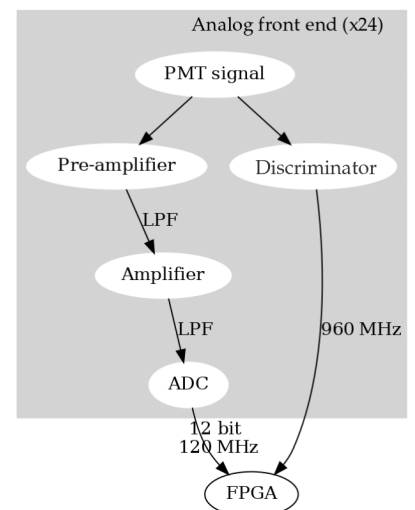 Analog front end (x24)
PMT signal
Pre-amplifier
Discriminator
LPF
Amplifier
LPF
960 MHz
ADC
12 bit
120 MHz
FPGA